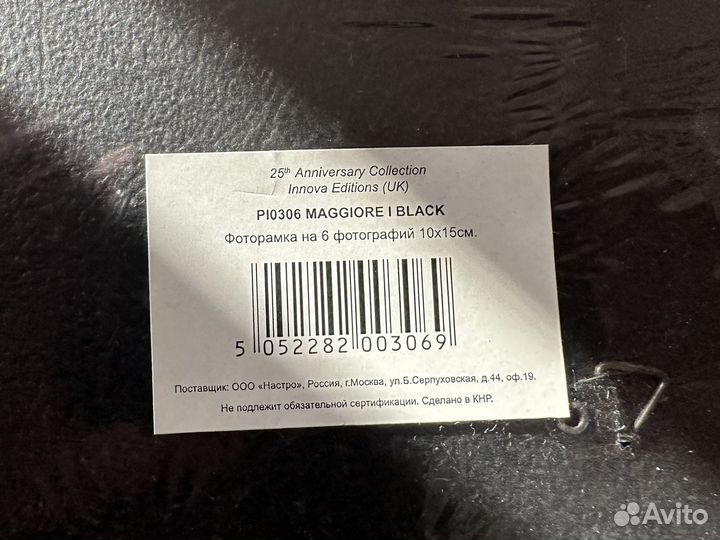 25th Anniversary Collection
Innova Editions (UK)
PI0306 MAGGIORE I BLACK
Фоторамка на 6 фотографий 10x15см.
5 052282 003069
Поставщик: ООО «Настро», Россия, г.Москва, ул.Б.Серпуховская, д.44, оф.19.
Не подлежит обязательной сертификации. Сделано в КНР.
Avito